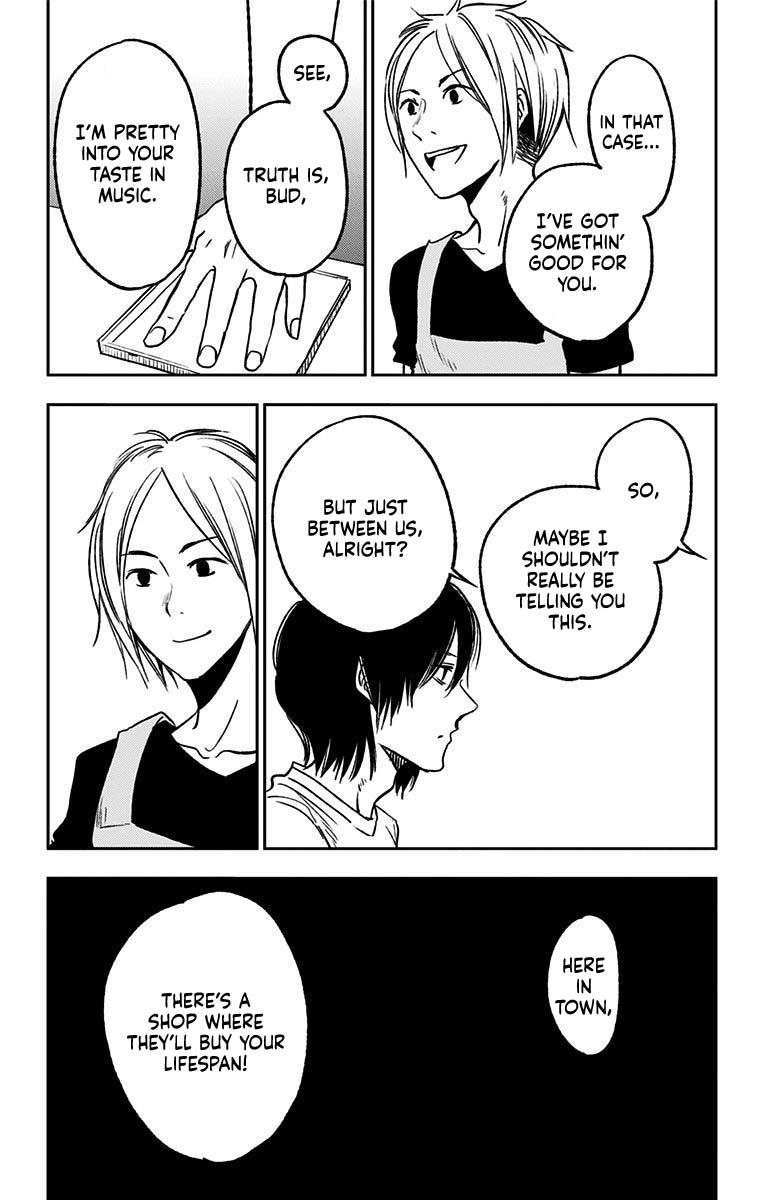 IN THAT
CASE...
I'VE GOT
SOMETHIN'
GOOD FOR
YOU.
SEE,
TRUTH IS,
BUD,
I'M PRETTY
INTO YOUR
TASTE IN
MUSIC.
SO,
MAYBE I
SHOULDN'T
REALLY BE
TELLING YOU
THIS.
BUT JUST
BETWEEN US,
ALRIGHT?
HERE
IN
TOWN,
THERE'S A
SHOP WHERE
THEY'LL BUY YOUR
LIFESPAN!